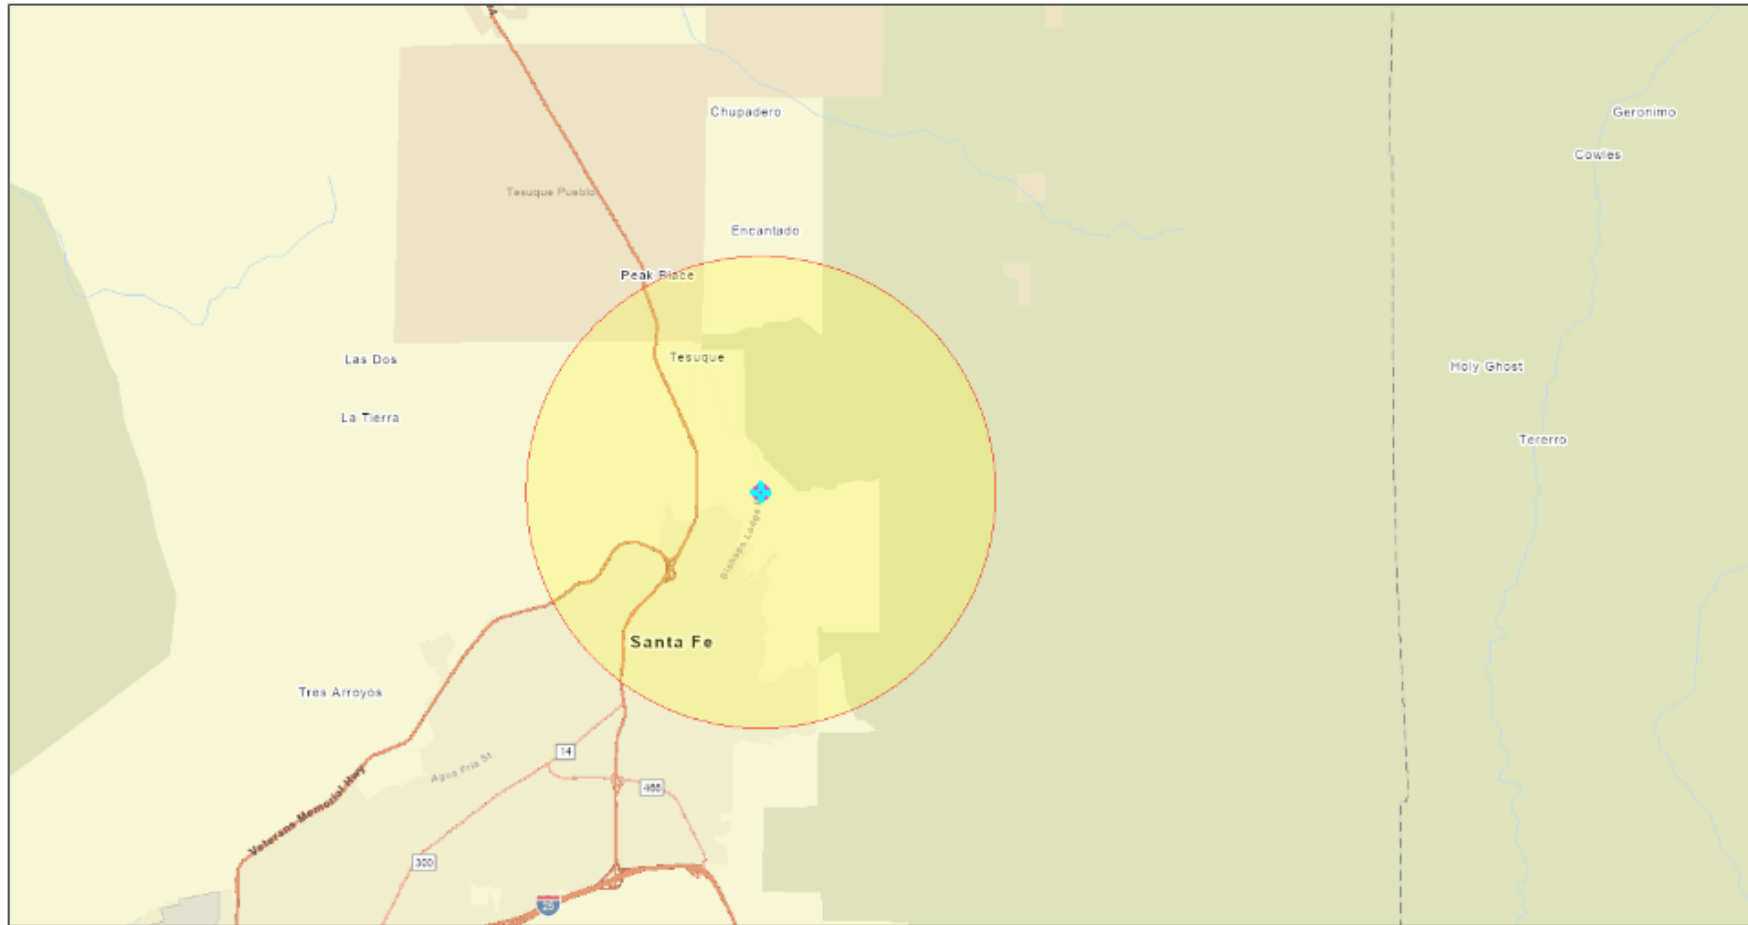 Chupadero
Geronimo
Cowles
Tesuque Pueblo
Encantado
Peak Place
Tesuque
Las Dos
Holy Ghost
La Tierra
Tererro
Bishops Lodge
Santa Fe
Tres Arroyos
14
Agua Fria St
466
Veterans Memorial Hwy
300
25